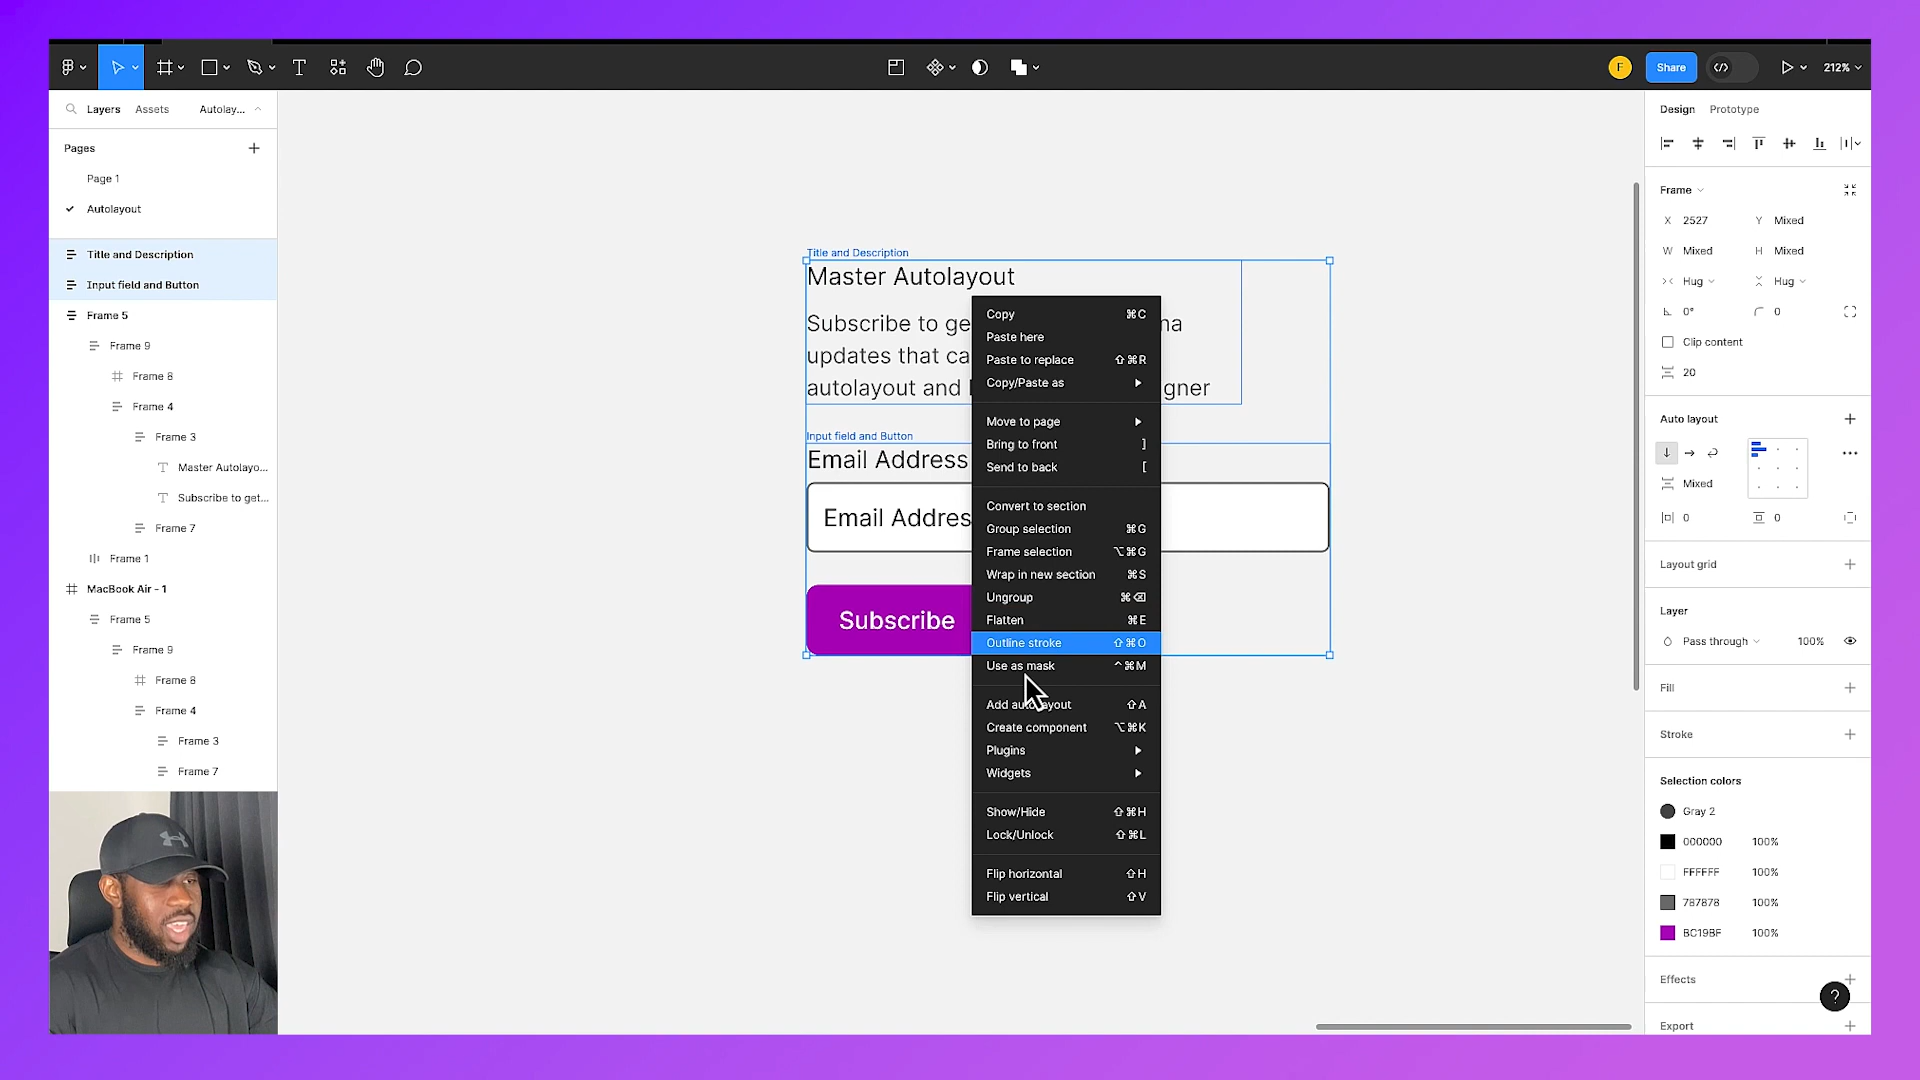 F
Share
212%
Layers
Assets
Autolay...
Pages
Page 1
Autolayout
Title and Description
Input field and Button
Frame 5
Frame 9
Frame 8
Frame 4
Frame 3
Master Autolayo...
Subscribe to get...
Frame 7
Frame 1
MacBook Air - 1
Frame 5
Frame 9
Frame 8
Frame 4
Frame 3
Frame 7
Title and Description
Master Autolayout
Subscribe to ge
na
updates that ca
autolayout and
gner
Input field and Button
Email Address
Email Addres
Subscribe
Copy ⌘C
Paste here
Paste to replace ⇧⌘R
Copy/Paste as
Move to page
Bring to front ]
Send to back [
Convert to section
Group selection ⌘G
Frame selection ⌥⌘G
Wrap in new section ⌘S
Ungroup ⌘⌫
Flatten ⌘E
Outline stroke ⇧⌘O
Use as mask ^⌘M
Add auto layout ⇧A
Create component ⌥⌘K
Plugins
Widgets
Show/Hide ⇧⌘H
Lock/Unlock ⇧⌘L
Flip horizontal ⇧H
Flip vertical ⇧V
Design
Prototype
Frame
X 2527
Y Mixed
W Mixed
H Mixed
Hug
Hug
0°
0
Clip content
20
Auto layout
Mixed
0
0
Layout grid
Layer
Pass through
100%
Fill
Stroke
Selection colors
Gray 2
000000 100%
FFFFFF 100%
787878 100%
BC19BF 100%
Effects
?
Export